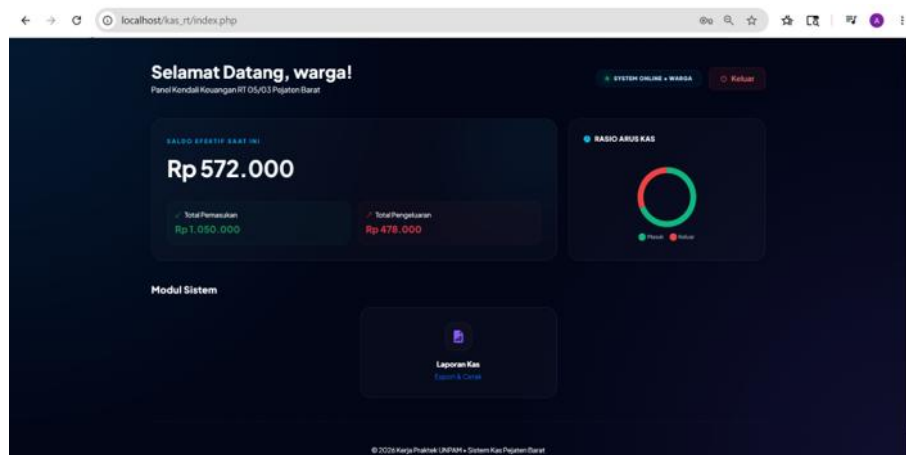 localhost/kas_rt/index.php
Selamat Datang, warga!
Panel Kendali Keuangan RT 05/03 Pejaten Barat
SYSTEM ONLINE • WARGA
Keluar
SALDO EFEKTIF SAAT INI
Rp 572.000
Total Pemasukan
Rp 1.050.000
Total Pengeluaran
Rp 478.000
RASIO ARUS KAS
Masuk
Keluar
Modul Sistem
Laporan Kas
Export & Cetak
© 2026 Kerja Praktek UNPAM • Sistem Kas Pejaten Barat